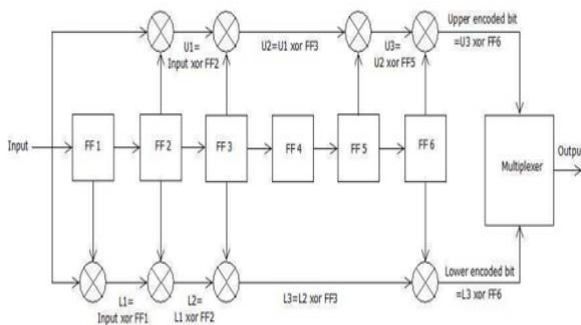 Upper encoded bit
=U3 xor FF6
U1=
Input xor FF2
U2=U1 xor FF3
U3=
U2 xor FF5
Input
FF 1
FF 2
FF 3
FF 4
FF 5
FF 6
Multiplexer
Output
L1=
Input xor FF1
L2=
L1 xor FF2
L3=L2 xor FF3
Lower encoded bit
=L3 xor FF6